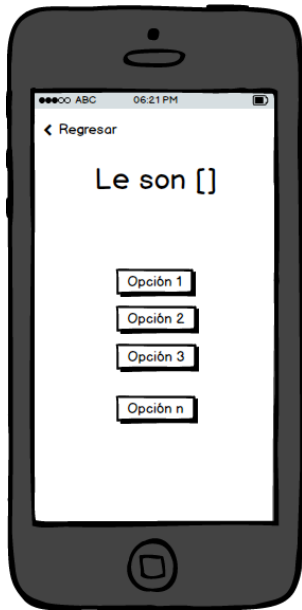 ABC 06:21 PM
Regresar
Le son []
Opción 1
Opción 2
Opción 3
Opción n